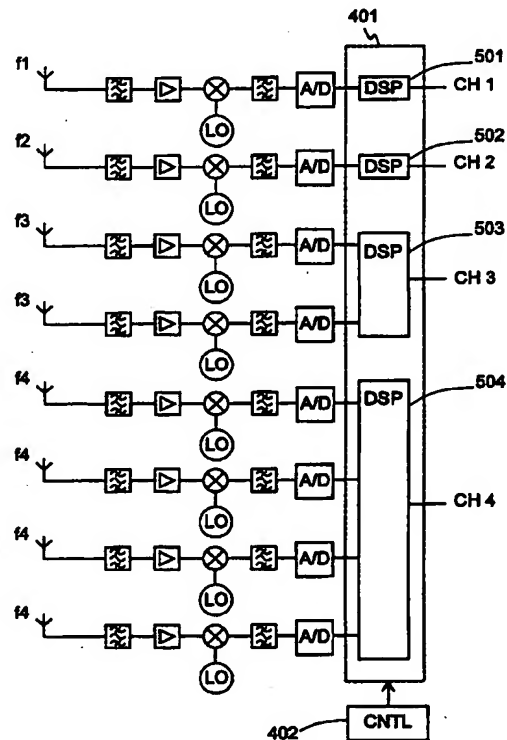 401
f1 A/D DSP 501 CH 1
LO
f2 A/D DSP 502 CH 2
LO
f3 A/D DSP 503
LO CH 3
f3 A/D
LO
f4 A/D DSP 504
LO
f4 A/D CH 4
LO
f4 A/D
LO
f4 A/D
LO
402 CNTL